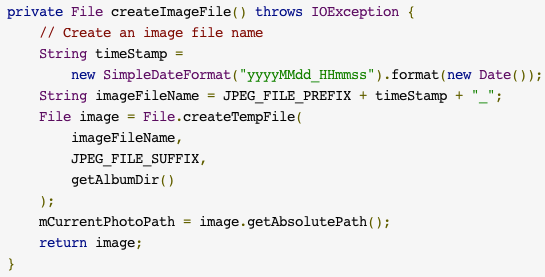 private File createImageFile() throws IOException {
    // Create an image file name
    String timeStamp =
        new SimpleDateFormat("yyyyMMdd_HHmmss").format(new Date());
    String imageFileName = JPEG_FILE_PREFIX + timeStamp + "_";
    File image = File.createTempFile(
        imageFileName,
        JPEG_FILE_SUFFIX,
        getAlbumDir()
    );
    mCurrentPhotoPath = image.getAbsolutePath();
    return image;
}